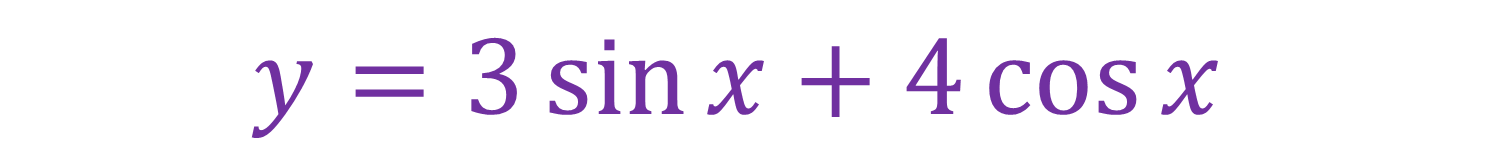 y = 3 sin x + 4 cos x